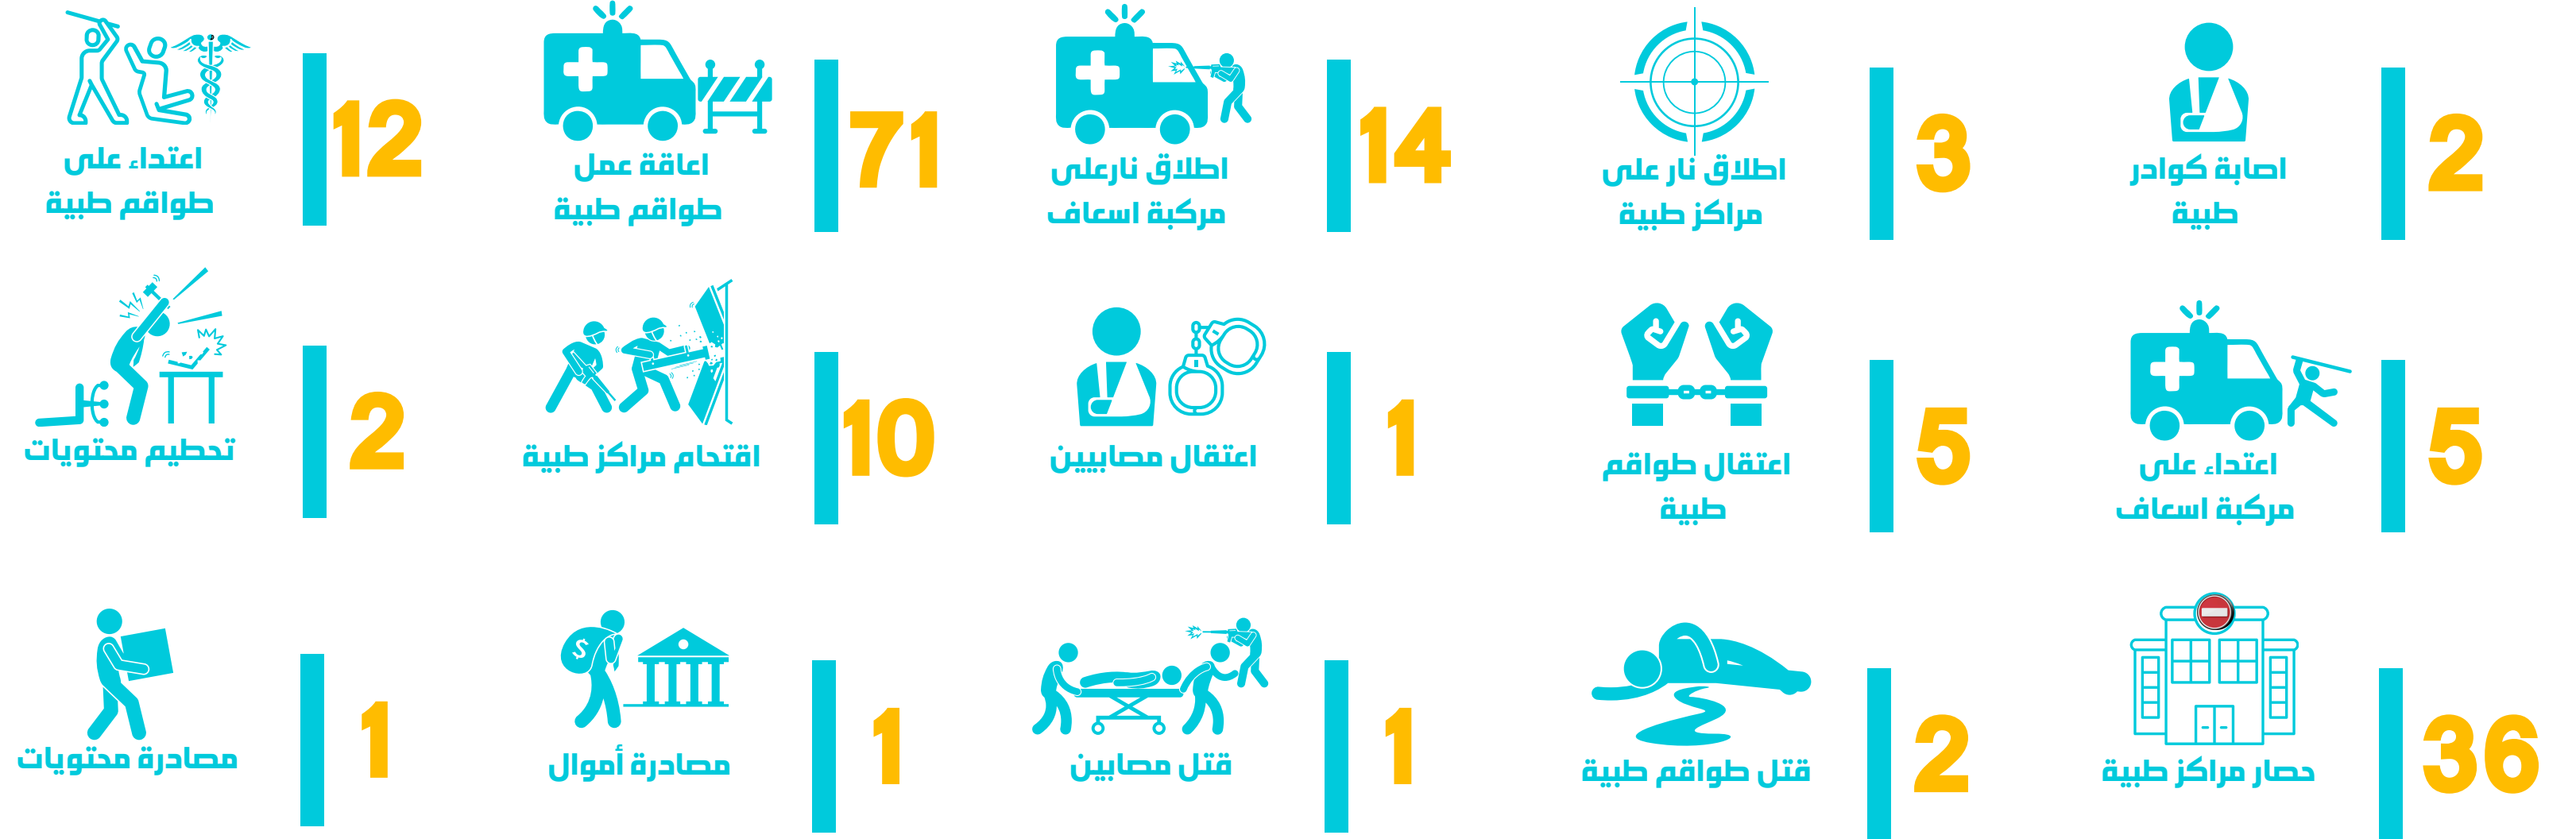 اصابة كوادر
طبية
2
اطلاق نار على
مراكز طبية
3
اطلاق نارعلى
مركبة اسعاف
14
اعاقة عمل
طواقم طبية
71
اعتداء على
طواقم طبية
12
اعتداء على
مركبة اسعاف
5
اعتقال طواقم
طبية
5
اعتقال مصابيين
1
اقتحام مراكز طبية
10
تحطيم محتويات
2
حصار مراكز طبية
36
قتل طواقم طبية
2
قتل مصابين
1
مصادرة أموال
1
مصادرة محتويات
1